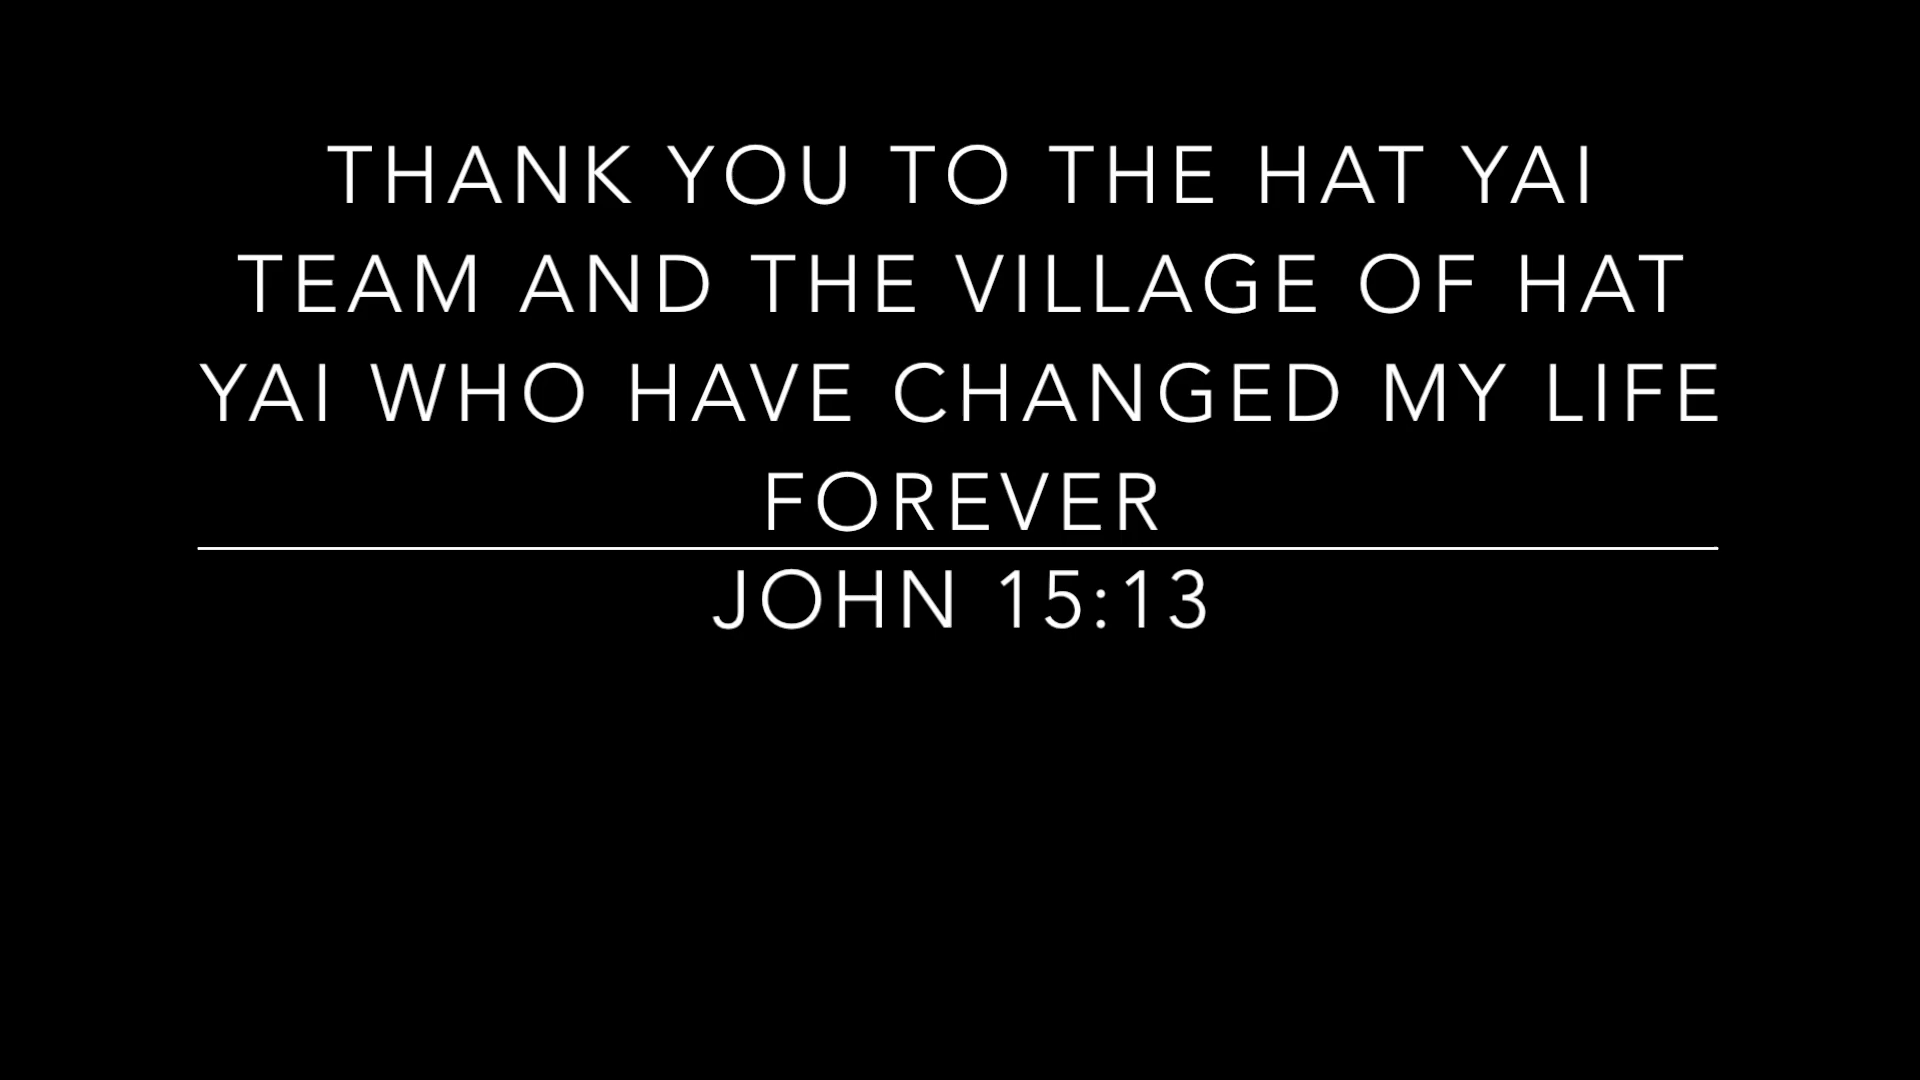 THANK YOU TO THE HAT YAI
TEAM AND THE VILLAGE OF HAT
YAI WHO HAVE CHANGED MY LIFE
FOREVER
JOHN 15:13